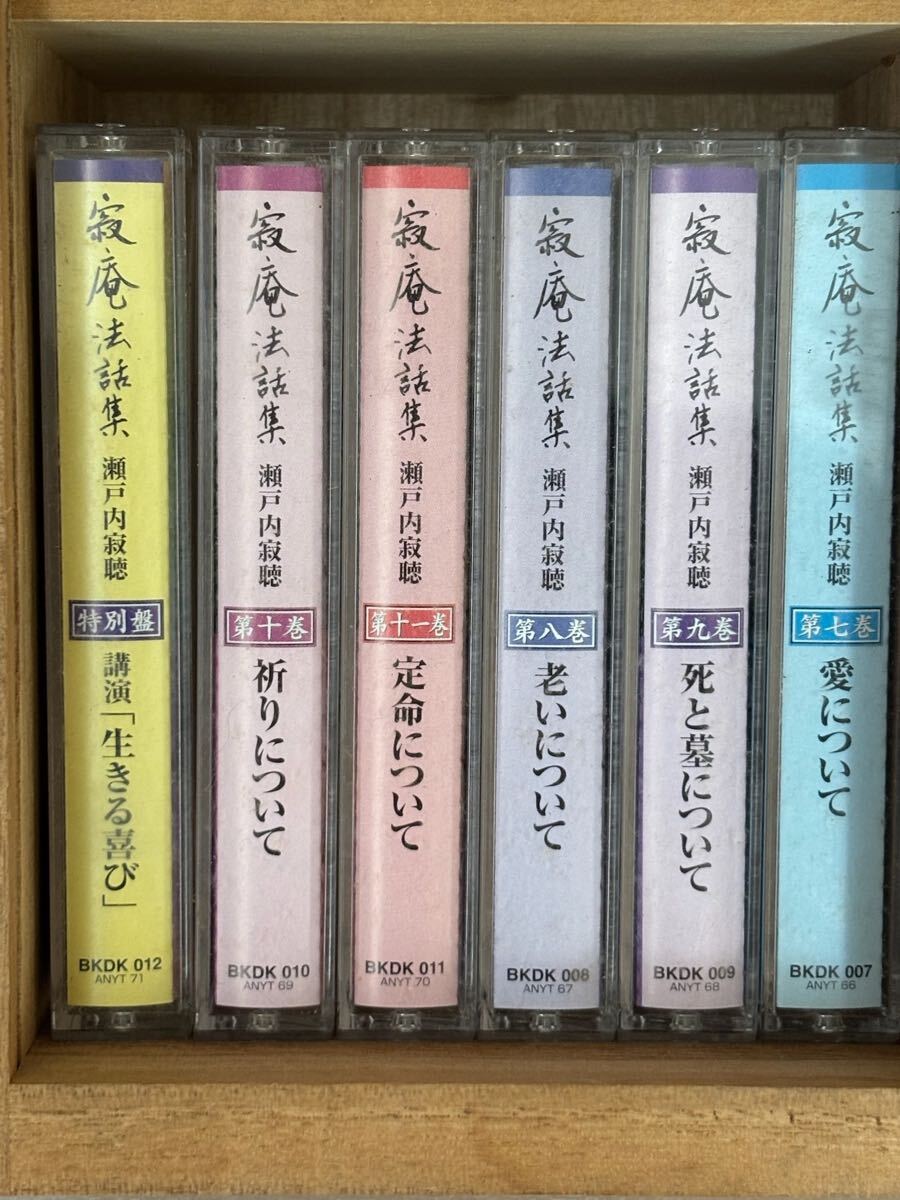 寂庵法話集 瀬戸内寂聴
特別盤
講演「生きる喜び」
BKDK 012
ANYT 71
寂庵法話集 瀬戸内寂聴
第十巻
祈りについて
BKDK 010
ANYT 69
寂庵法話集 瀬戸内寂聴
第十一巻
定命について
BKDK 011
ANYT 70
寂庵法話集 瀬戸内寂聴
第八巻
老いについて
BKDK 008
ANYT 67
寂庵法話集 瀬戸内寂聴
第九巻
死と墓について
BKDK 009
ANYT 68
寂庵法話集 瀬戸内寂聴
第七巻
愛について
BKDK 007
ANYT 66